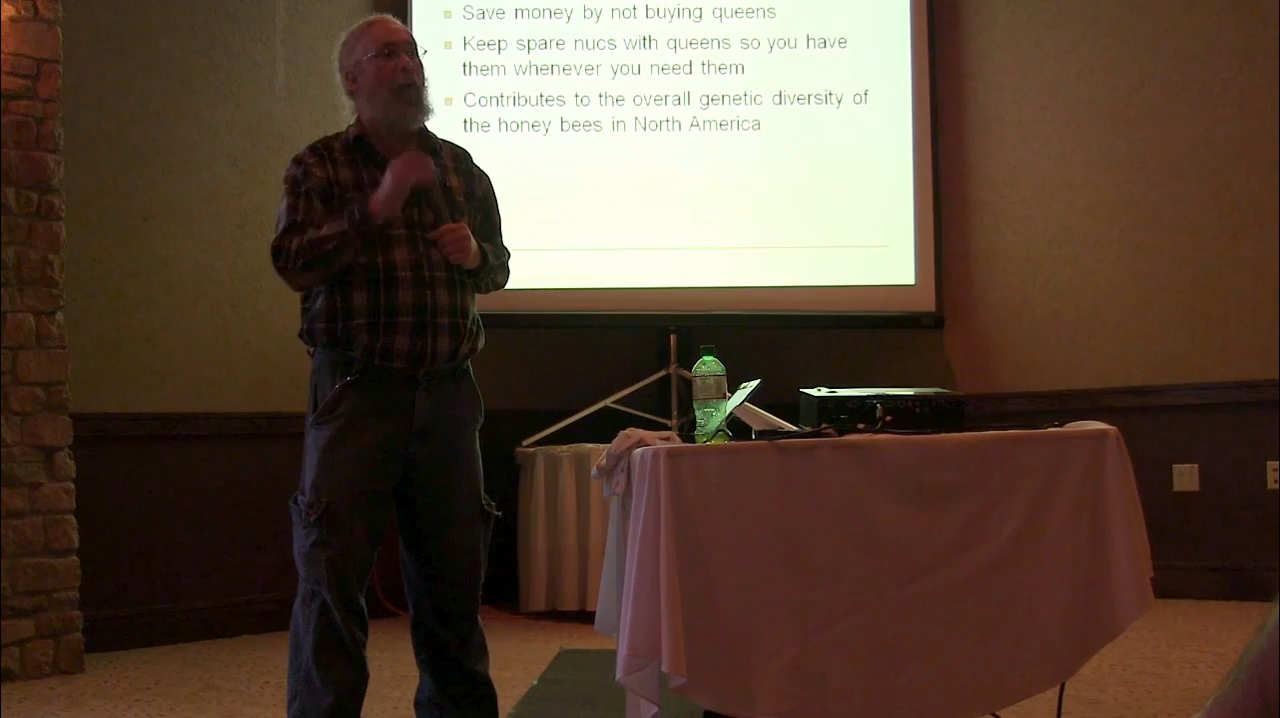 Save money by not buying queens
Keep spare nucs with queens so you have
them whenever you need them
Contributes to the overall genetic diversity of
the honey bees in North America